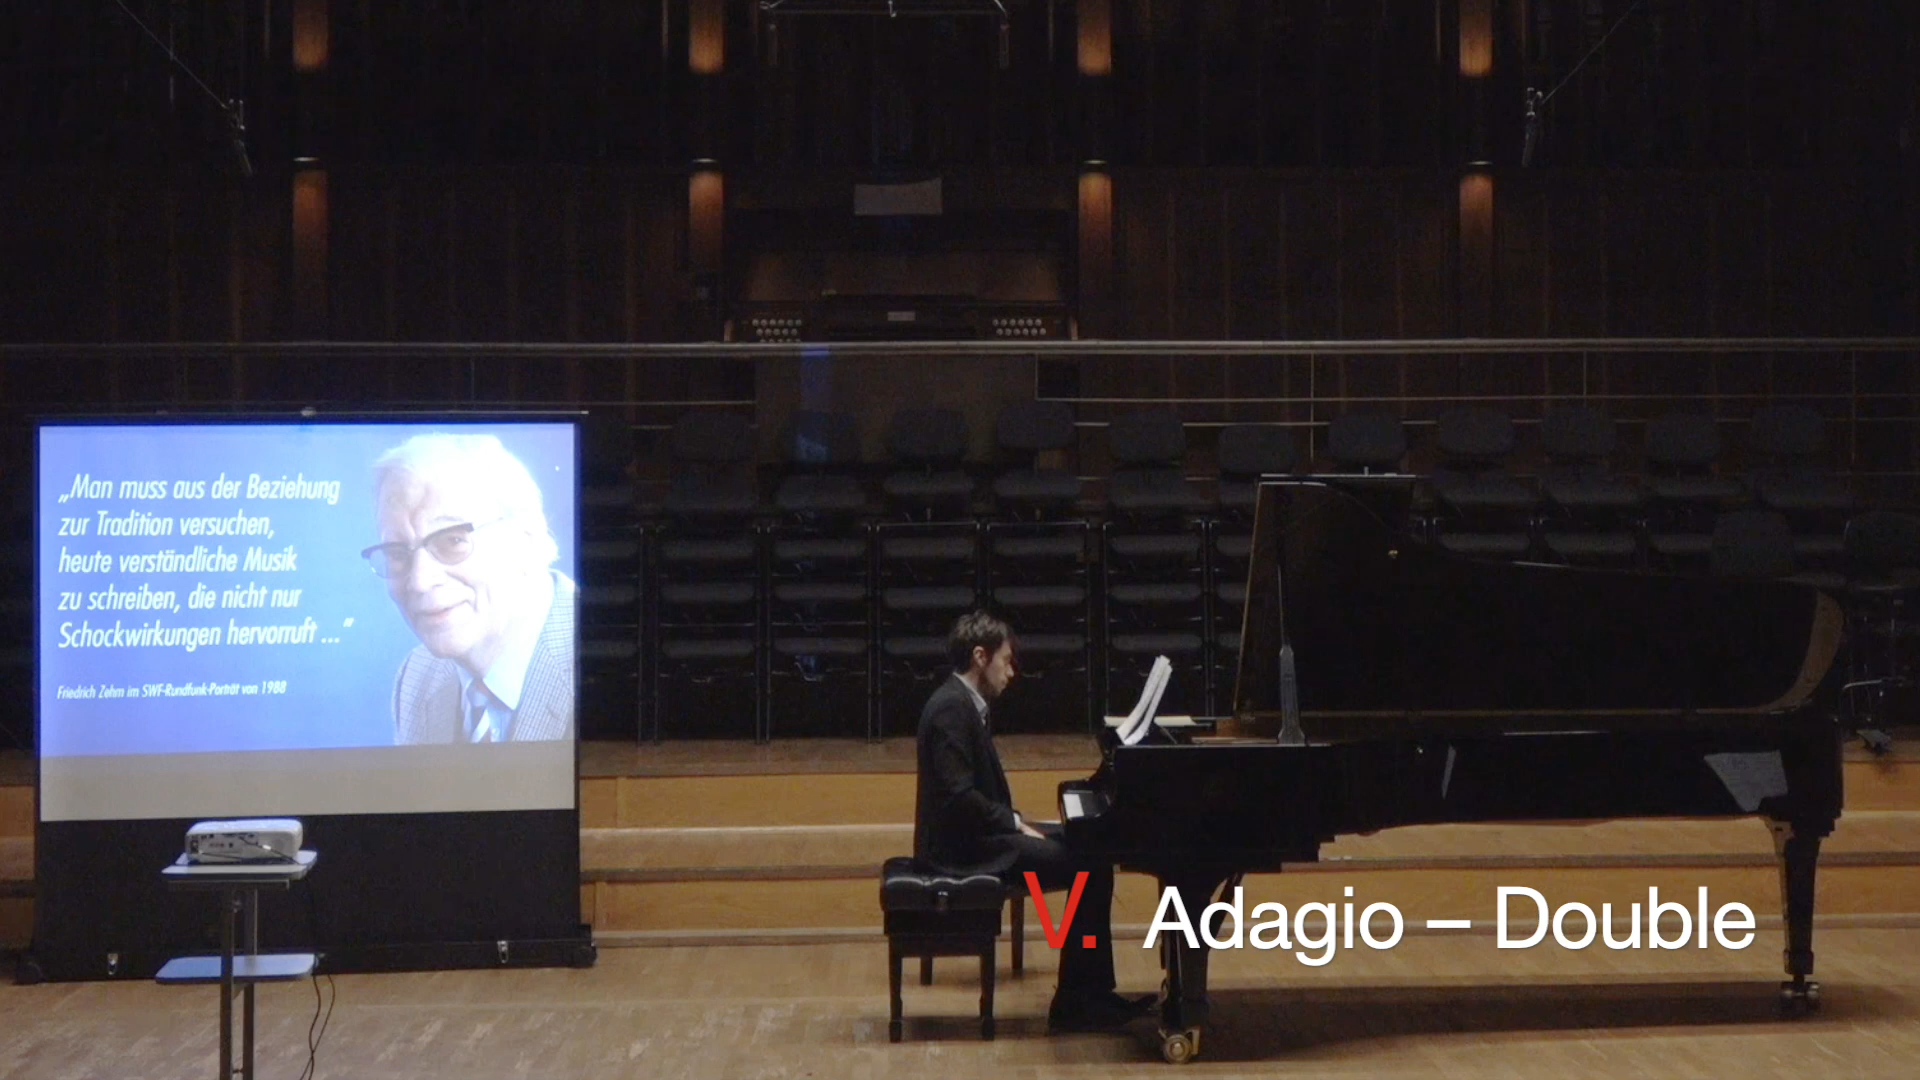 „Man muss aus der Beziehung
zur Tradition versuchen,
heute verständliche Musik
zu schreiben, die nicht nur
Schockwirkungen hervorruft ...“
Friedrich Zehm im SWF-Rundfunk-Porträt von 1988
V. Adagio – Double